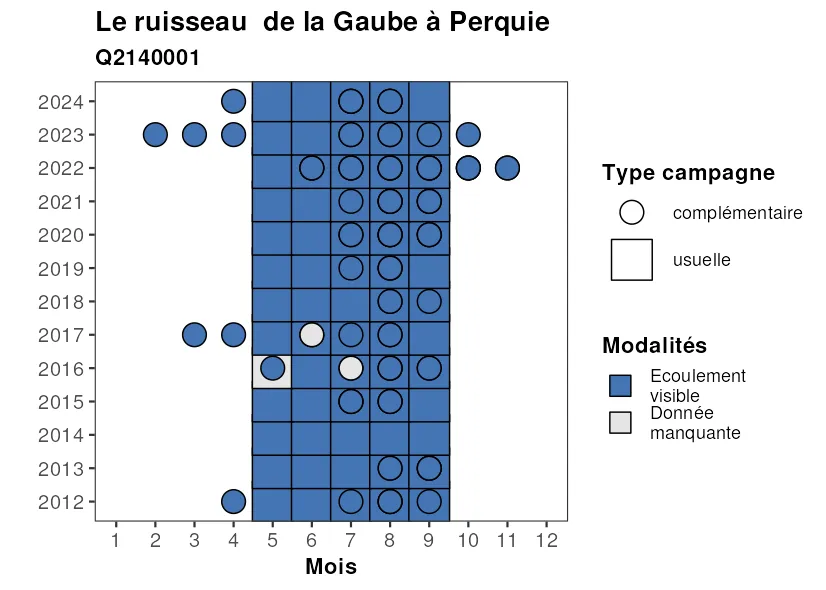 Le ruisseau  de la Gaube à Perquie
Q2140001
2024
2023
2022
2021
2020
2019
2018
2017
2016
2015
2014
2013
2012
1 2 3 4 5 6 7 8 9 10 11 12
Mois
Type campagne
complémentaire
usuelle
Modalités
Ecoulement
visible
Donnée
manquante